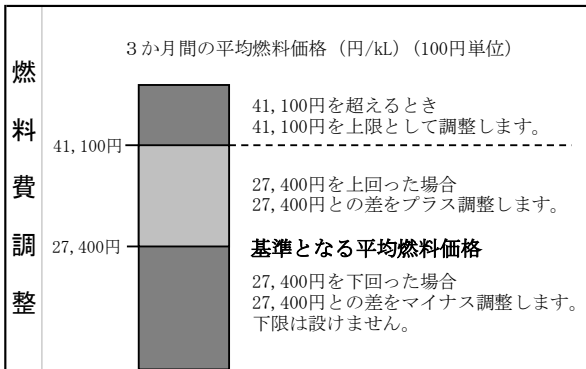 燃料費調整
３か月間の平均燃料価格（円/kL）（100円単位）
41,100円を超えるとき
41,100円を上限として調整します。
41,100円
27,400円を上回った場合
27,400円との差をプラス調整します。
27,400円
基準となる平均燃料価格
27,400円を下回った場合
27,400円との差をマイナス調整します。
下限は設けません。